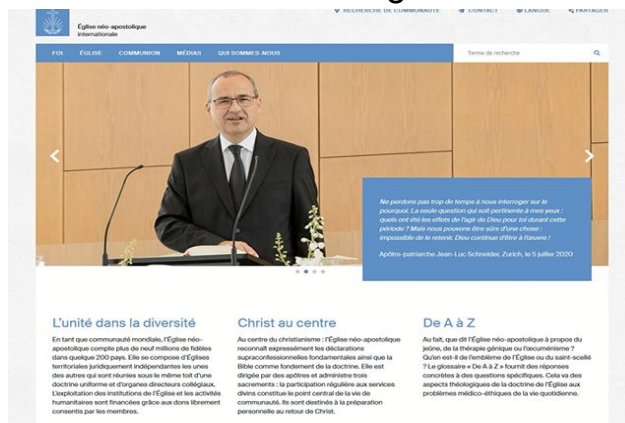 RECHERCHE DE COMMUNAUTÉ CONTACT LANGUE PARTAGER
Église néo-apostolique
internationale
FOI ÉGLISE COMMUNION MÉDIAS QUI SOMMES-NOUS Terme de recherche
Ne perdons pas trop de temps à nous interroger sur le
pourquoi. La seule question qui soit pertinente à mes yeux :
quels ont été les effets de l'agir de Dieu pour toi durant cette
période ? Mais nous pouvons être sûrs d'une chose :
impossible de le retenir. Dieu continue d'être à l'œuvre !
Apôtre-patriarche Jean-Luc Schneider, Zurich, le 5 juillet 2020
L'unité dans la diversité
En tant que communauté mondiale, l'Église néo-
apostolique compte plus de neuf millions de fidèles
dans quelque 200 pays. Elle se compose d'Églises
territoriales juridiquement indépendantes les unes
des autres qui sont réunies sous le même toit d'une
doctrine uniforme et d'organes directeurs collégiaux.
L'exploitation des institutions de l'Église et les activités
humanitaires sont financées grâce aux dons librement
consentis par les membres.
Christ au centre
Au centre du christianisme : l'Église néo-apostolique
reconnaît expressément les déclarations
supraconfessionnelles fondamentales ainsi que la
Bible comme fondement de la doctrine. Elle est
dirigée par des apôtres et administre trois
sacrements : la participation régulière aux services
divins constitue le point central de la vie de
communauté. Ils sont destinés à la préparation
personnelle au retour de Christ.
De A à Z
Au fait, que dit l'Église néo-apostolique à propos du
jeûne, de la thérapie génique ou l'œcuménisme ?
Qu'en est-il de l'emblème de l'Église ou du saint-scellé
? Le glossaire « De A à Z » fournit des réponses
concrètes à des questions spécifiques. Cela va des
aspects théologiques de la doctrine de l'Église aux
problèmes médico-éthiques de la vie quotidienne.